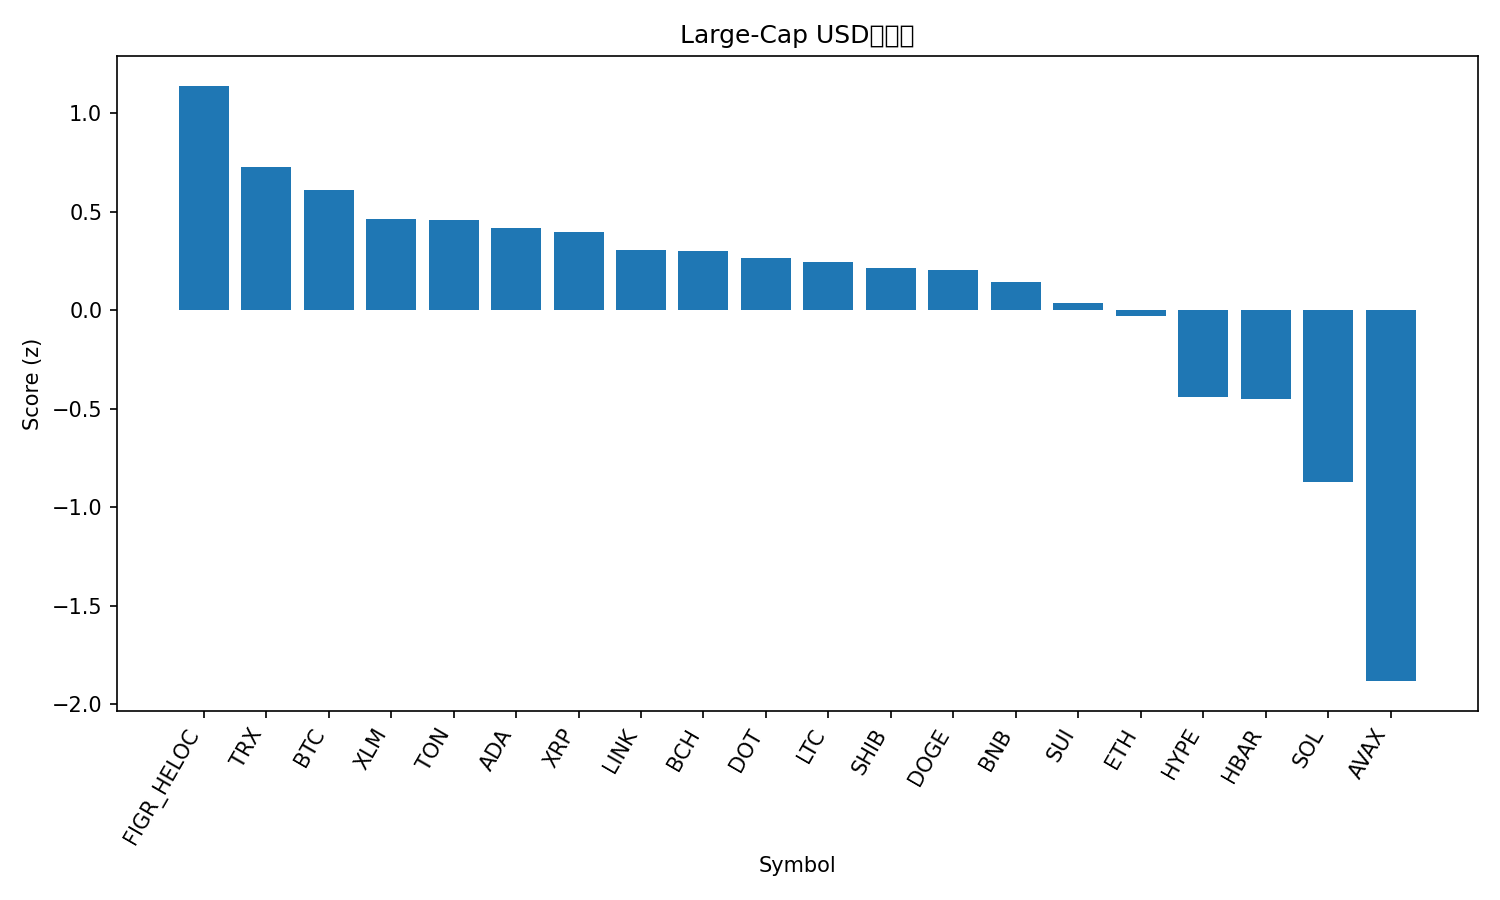 Large-Cap USD
1.0
0.5
0.0
−0.5
−1.0
−1.5
−2.0
Score (z)
FIGR_HELOC
TRX
BTC
XLM
TON
ADA
XRP
LINK
BCH
DOT
LTC
SHIB
DOGE
BNB
SUI
ETH
HYPE
HBAR
SOL
AVAX
Symbol